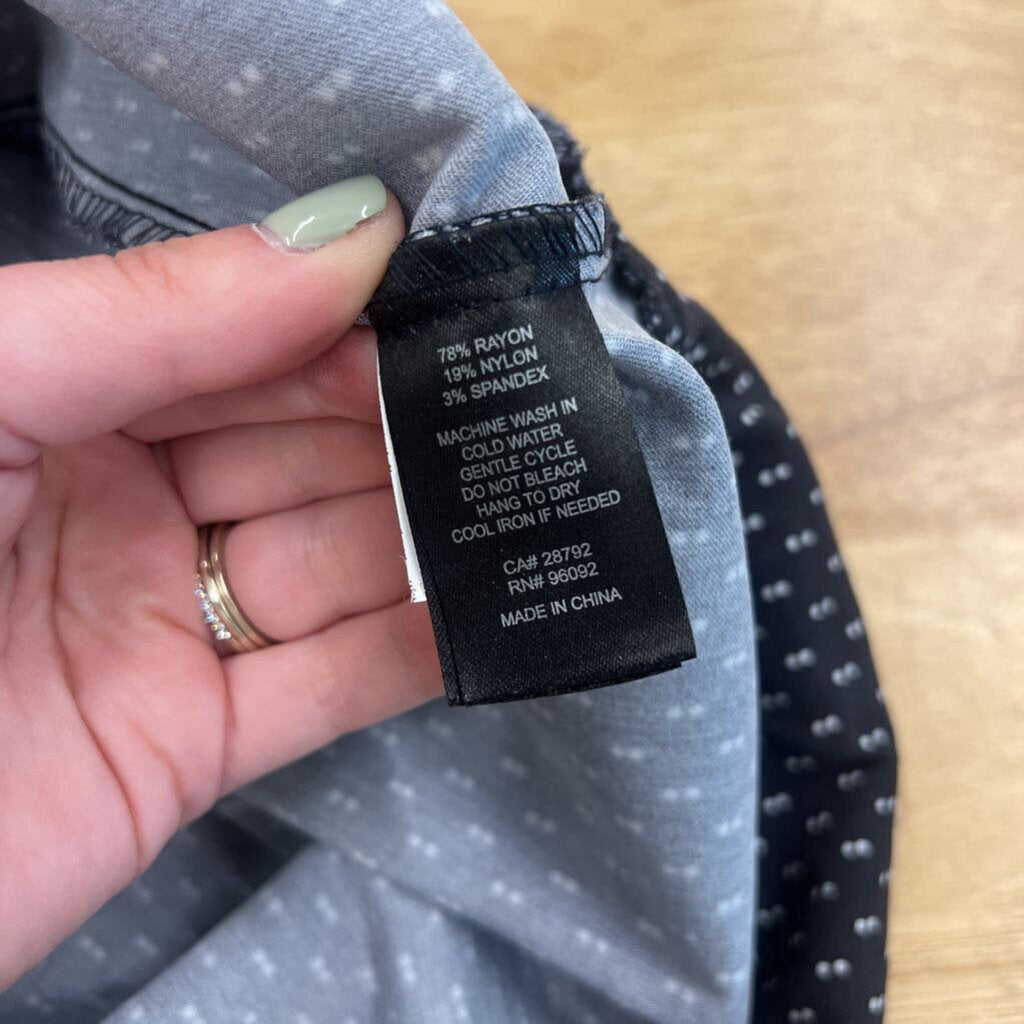 78% RAYON
19% NYLON
3% SPANDEX
MACHINE WASH IN
COLD WATER
GENTLE CYCLE
DO NOT BLEACH
HANG TO DRY
COOL IRON IF NEEDED
CA# 28792
RN# 96092
MADE IN CHINA